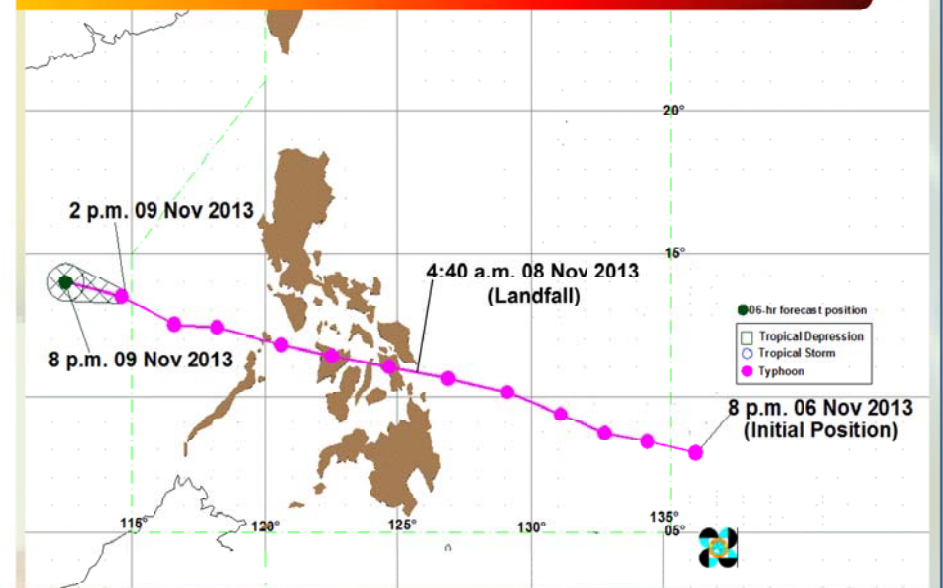 20°
2 p.m. 09 Nov 2013
15°
4:40 a.m. 08 Nov 2013
(Landfall)
06-hr forecast position
Tropical Depression
Tropical Storm
Typhoon
8 p.m. 09 Nov 2013
8 p.m. 06 Nov 2013
(Initial Position)
115°
120°
125°
130°
135°
05°